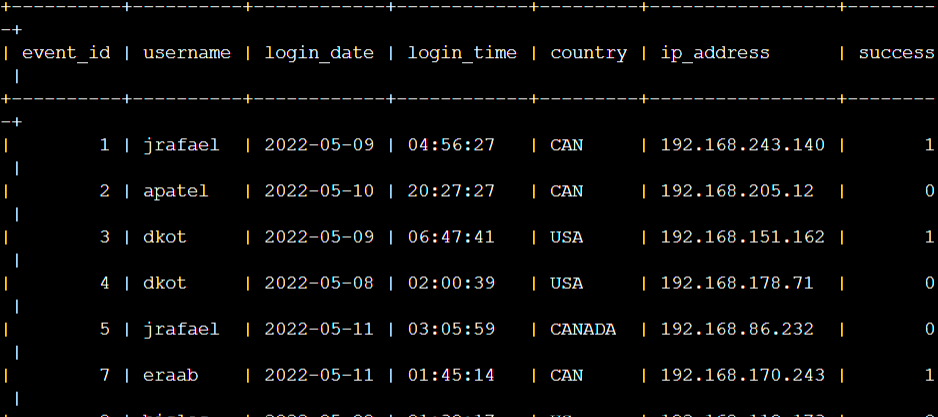 +----------+----------+------------+------------+---------+-----------------+--------
-+
| event_id | username | login_date | login_time | country | ip_address      | success
 |
+----------+----------+------------+------------+---------+-----------------+--------
-+
|        1 | jrafael  | 2022-05-09 | 04:56:27   | CAN     | 192.168.243.140 |       1
 |
|        2 | apatel   | 2022-05-10 | 20:27:27   | CAN     | 192.168.205.12  |       0
 |
|        3 | dkot     | 2022-05-09 | 06:47:41   | USA     | 192.168.151.162 |       1
 |
|        4 | dkot     | 2022-05-08 | 02:00:39   | USA     | 192.168.178.71  |       0
 |
|        5 | jrafael  | 2022-05-11 | 03:05:59   | CANADA  | 192.168.86.232  |       0
 |
|        7 | eraab    | 2022-05-11 | 01:45:14   | CAN     | 192.168.170.243 |       1
 |